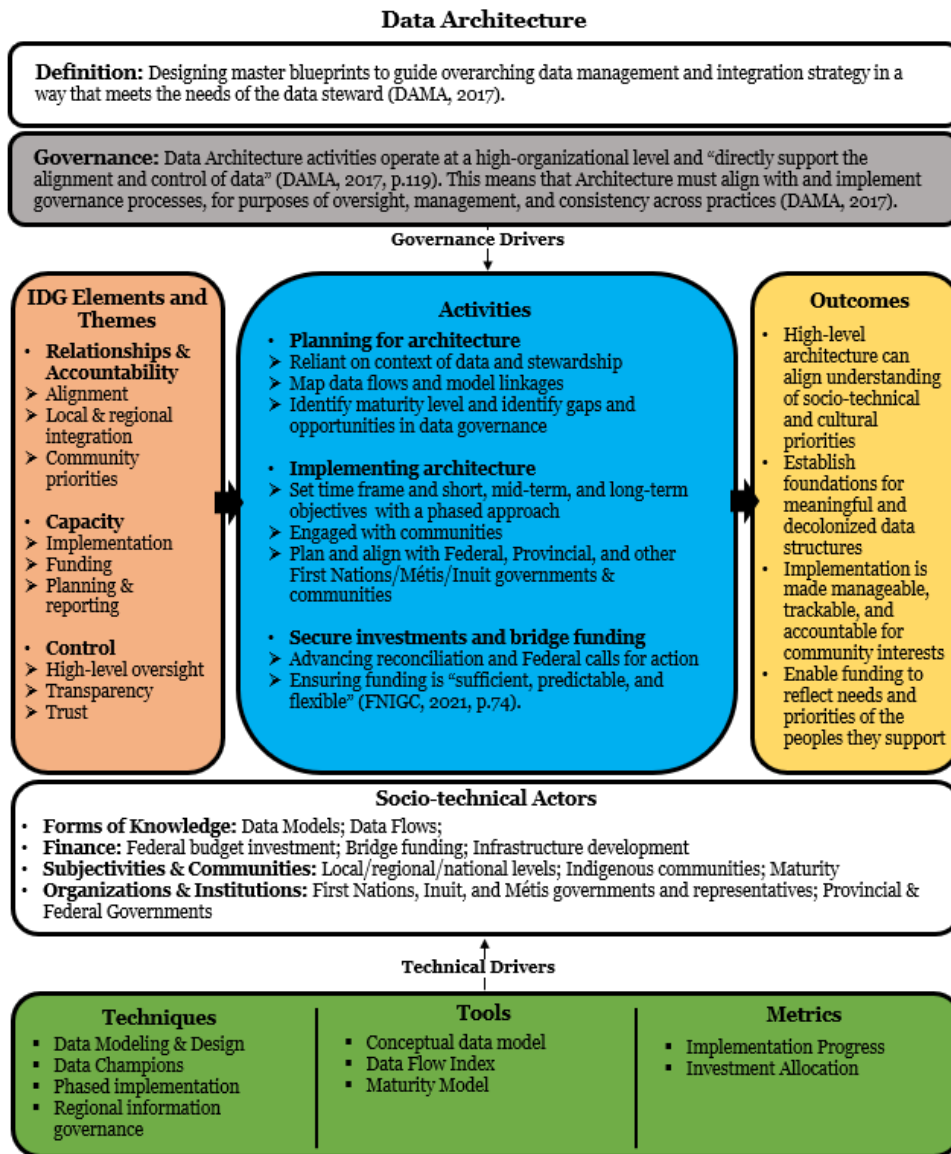 Data Architecture
Definition: Designing master blueprints to guide overarching data management and integration strategy in a
way that meets the needs of the data steward (DAMA, 2017).
Governance: Data Architecture activities operate at a high-organizational level and “directly support the
alignment and control of data” (DAMA, 2017, p.119). This means that Architecture must align with and implement
governance processes, for purposes of oversight, management, and consistency across practices (DAMA, 2017).
Governance Drivers
IDG Elements and
Themes
• Relationships &
Accountability
➤ Alignment
➤ Local & regional
integration
➤ Community
priorities
• Capacity
➤ Implementation
➤ Funding
➤ Planning &
reporting
• Control
➤ High-level oversight
➤ Transparency
➤ Trust
Activities
• Planning for architecture
➤ Reliant on context of data and stewardship
➤ Map data flows and model linkages
➤ Identify maturity level and identify gaps and
opportunities in data governance
• Implementing architecture
➤ Set time frame and short, mid-term, and long-term
objectives with a phased approach
➤ Engaged with communities
➤ Plan and align with Federal, Provincial, and other
First Nations/Métis/Inuit governments &
communities
• Secure investments and bridge funding
➤ Advancing reconciliation and Federal calls for action
➤ Ensuring funding is “sufficient, predictable, and
flexible” (FNIGC, 2021, p.74).
Outcomes
• High-level
architecture can
align understanding
of socio-technical
and cultural
priorities
• Establish
foundations for
meaningful and
decolonized data
structures
• Implementation is
made manageable,
trackable, and
accountable for
community interests
• Enable funding to
reflect needs and
priorities of the
peoples they support
Socio-technical Actors
• Forms of Knowledge: Data Models; Data Flows;
• Finance: Federal budget investment; Bridge funding; Infrastructure development
• Subjectivities & Communities: Local/regional/national levels; Indigenous communities; Maturity
• Organizations & Institutions: First Nations, Inuit, and Métis governments and representatives; Provincial &
Federal Governments
Technical Drivers
Techniques
▪ Data Modeling & Design
▪ Data Champions
▪ Phased implementation
▪ Regional information
governance
Tools
▪ Conceptual data model
▪ Data Flow Index
▪ Maturity Model
Metrics
▪ Implementation Progress
▪ Investment Allocation